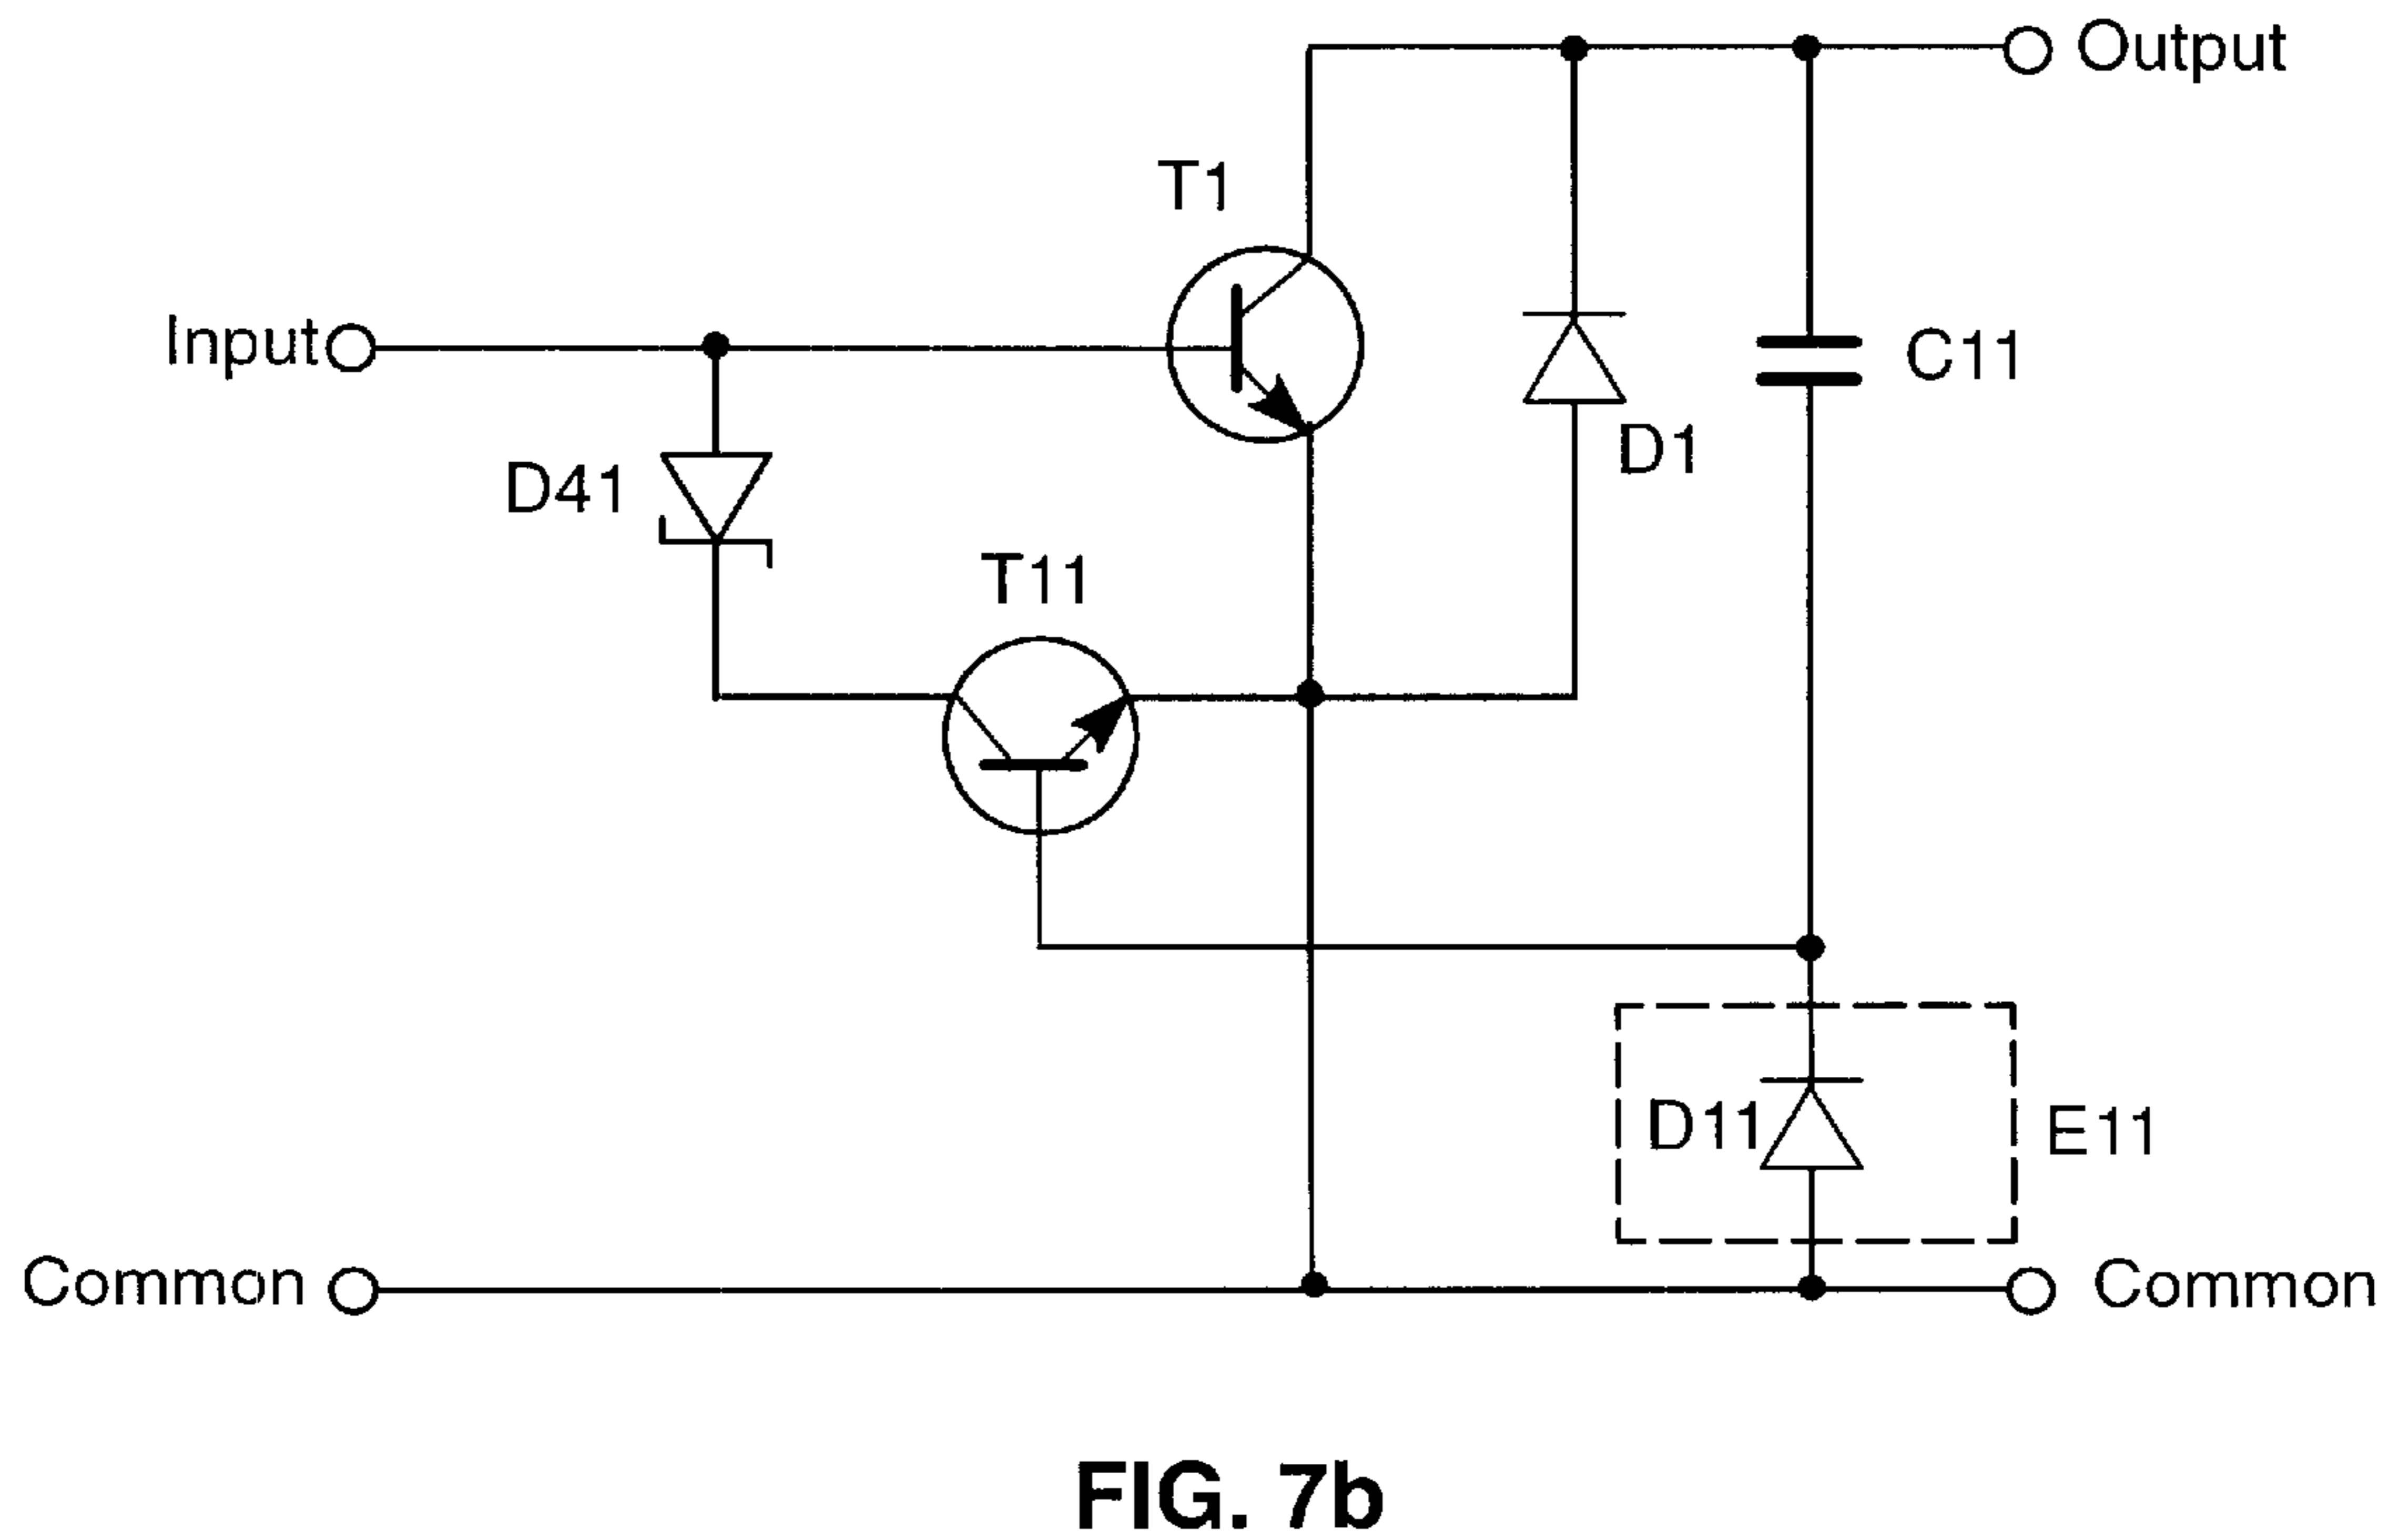 Output
T1
Input
C11
D1
D41
T11
D11
E11
Common
Common
FIG. 7b